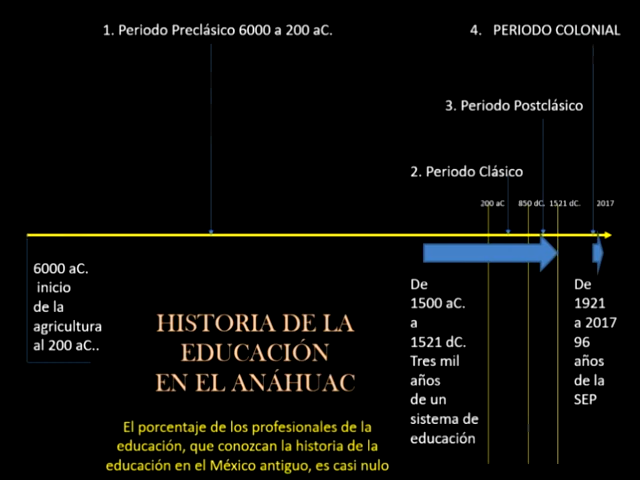 1. Periodo Preclásico 6000 a 200 aC.
4. PERIODO COLONIAL
3. Periodo Postclásico
2. Periodo Clásico
200 aC
850 dC.
1521 dC.
2017
6000 aC.
inicio
de la
agricultura
al 200 aC..
HISTORIA DE LA
EDUCACIÓN
EN EL ANÁHUAC
El porcentaje de los profesionales de la
educación, que conozcan la historia de la
educación en el México antiguo, es casi nulo
De
1500 aC.
a
1521 dC.
Tres mil
años
de un
sistema de
educación
De
1921
a 2017
96
años
de la
SEP